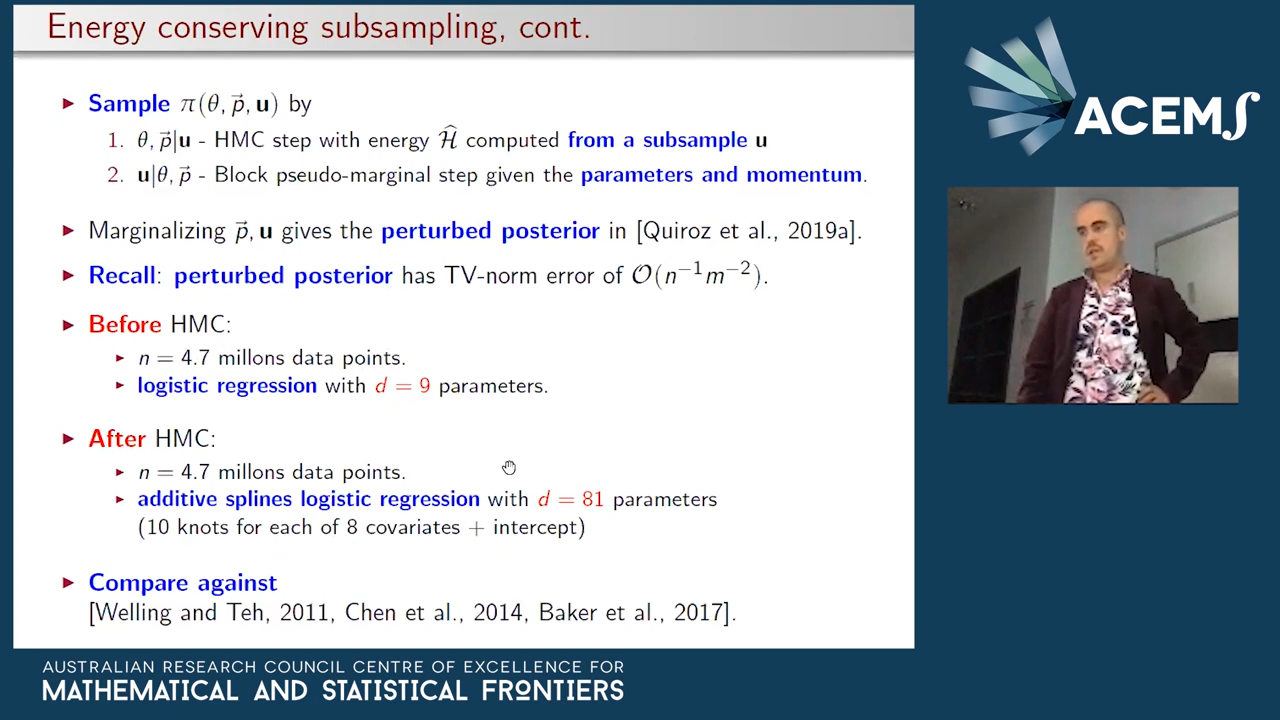 Energy conserving subsampling, cont.
► Sample π(θ, p⃗, u) by
1. θ, p⃗|u - HMC step with energy Ĥ computed from a subsample u
2. u|θ, p⃗ - Block pseudo-marginal step given the parameters and momentum.
► Marginalizing p⃗, u gives the perturbed posterior in [Quiroz et al., 2019a].
► Recall: perturbed posterior has TV-norm error of O(n⁻¹m⁻²).
► Before HMC:
► n = 4.7 millons data points.
► logistic regression with d = 9 parameters.
► After HMC:
► n = 4.7 millons data points.
► additive splines logistic regression with d = 81 parameters
(10 knots for each of 8 covariates + intercept)
► Compare against
[Welling and Teh, 2011, Chen et al., 2014, Baker et al., 2017].
ACEMS
AUSTRALIAN RESEARCH COUNCIL CENTRE OF EXCELLENCE FOR
MATHEMATICAL AND STATISTICAL FRONTIERS